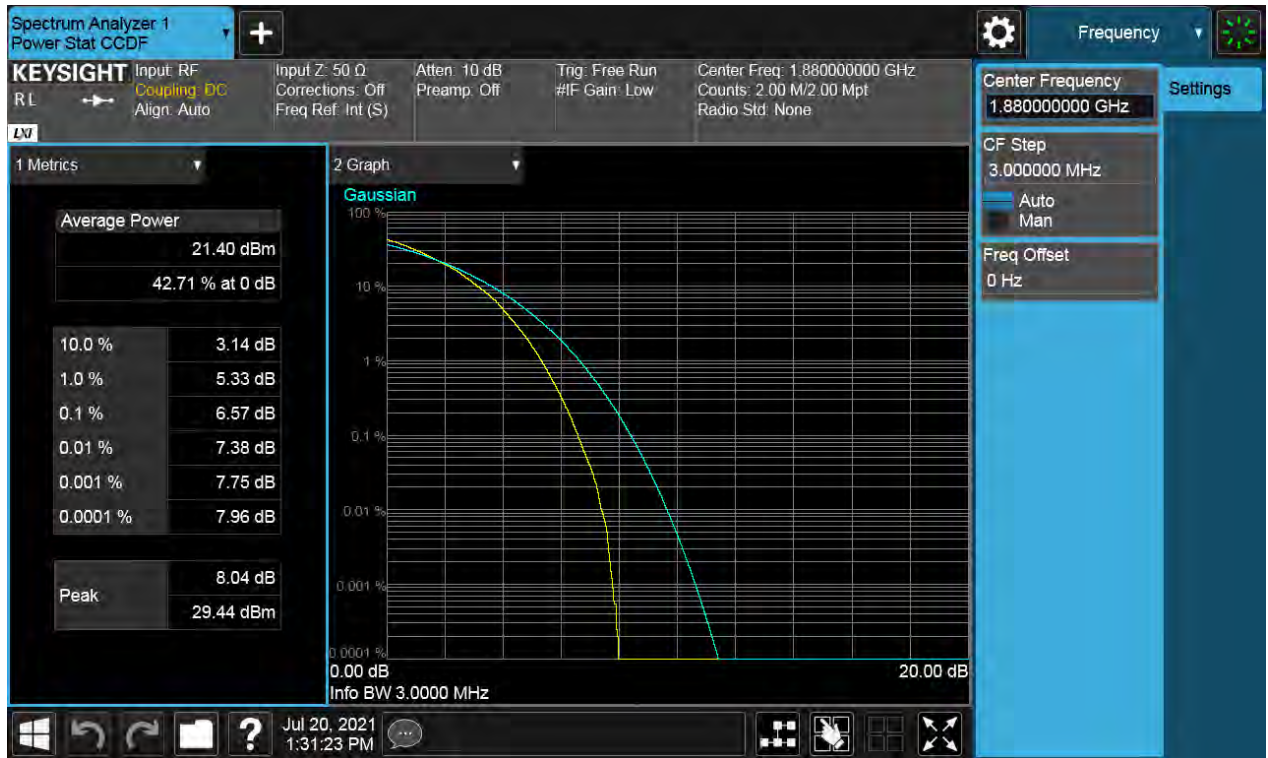 Spectrum Analyzer 1
Power Stat CCDF
Frequency
KEYSIGHT
RL
LXI
Input: RF
Coupling: DC
Align: Auto
Input Z: 50 Ω
Corrections: Off
Freq Ref: Int (S)
Atten: 10 dB
Preamp: Off
Trig: Free Run
#IF Gain: Low
Center Freq: 1.880000000 GHz
Counts: 2.00 M/2.00 Mpt
Radio Std: None
Center Frequency
1.880000000 GHz
Settings
CF Step
3.000000 MHz
Auto
Man
Freq Offset
0 Hz
1 Metrics
Average Power
21.40 dBm
42.71 % at 0 dB
10.0 % 3.14 dB
1.0 % 5.33 dB
0.1 % 6.57 dB
0.01 % 7.38 dB
0.001 % 7.75 dB
0.0001 % 7.96 dB
Peak 8.04 dB
29.44 dBm
2 Graph
Gaussian
100 %
10 %
1 %
0.1 %
0.01 %
0.001 %
0.0001 %
0.00 dB 20.00 dB
Info BW 3.0000 MHz
?
Jul 20, 2021
1:31:23 PM